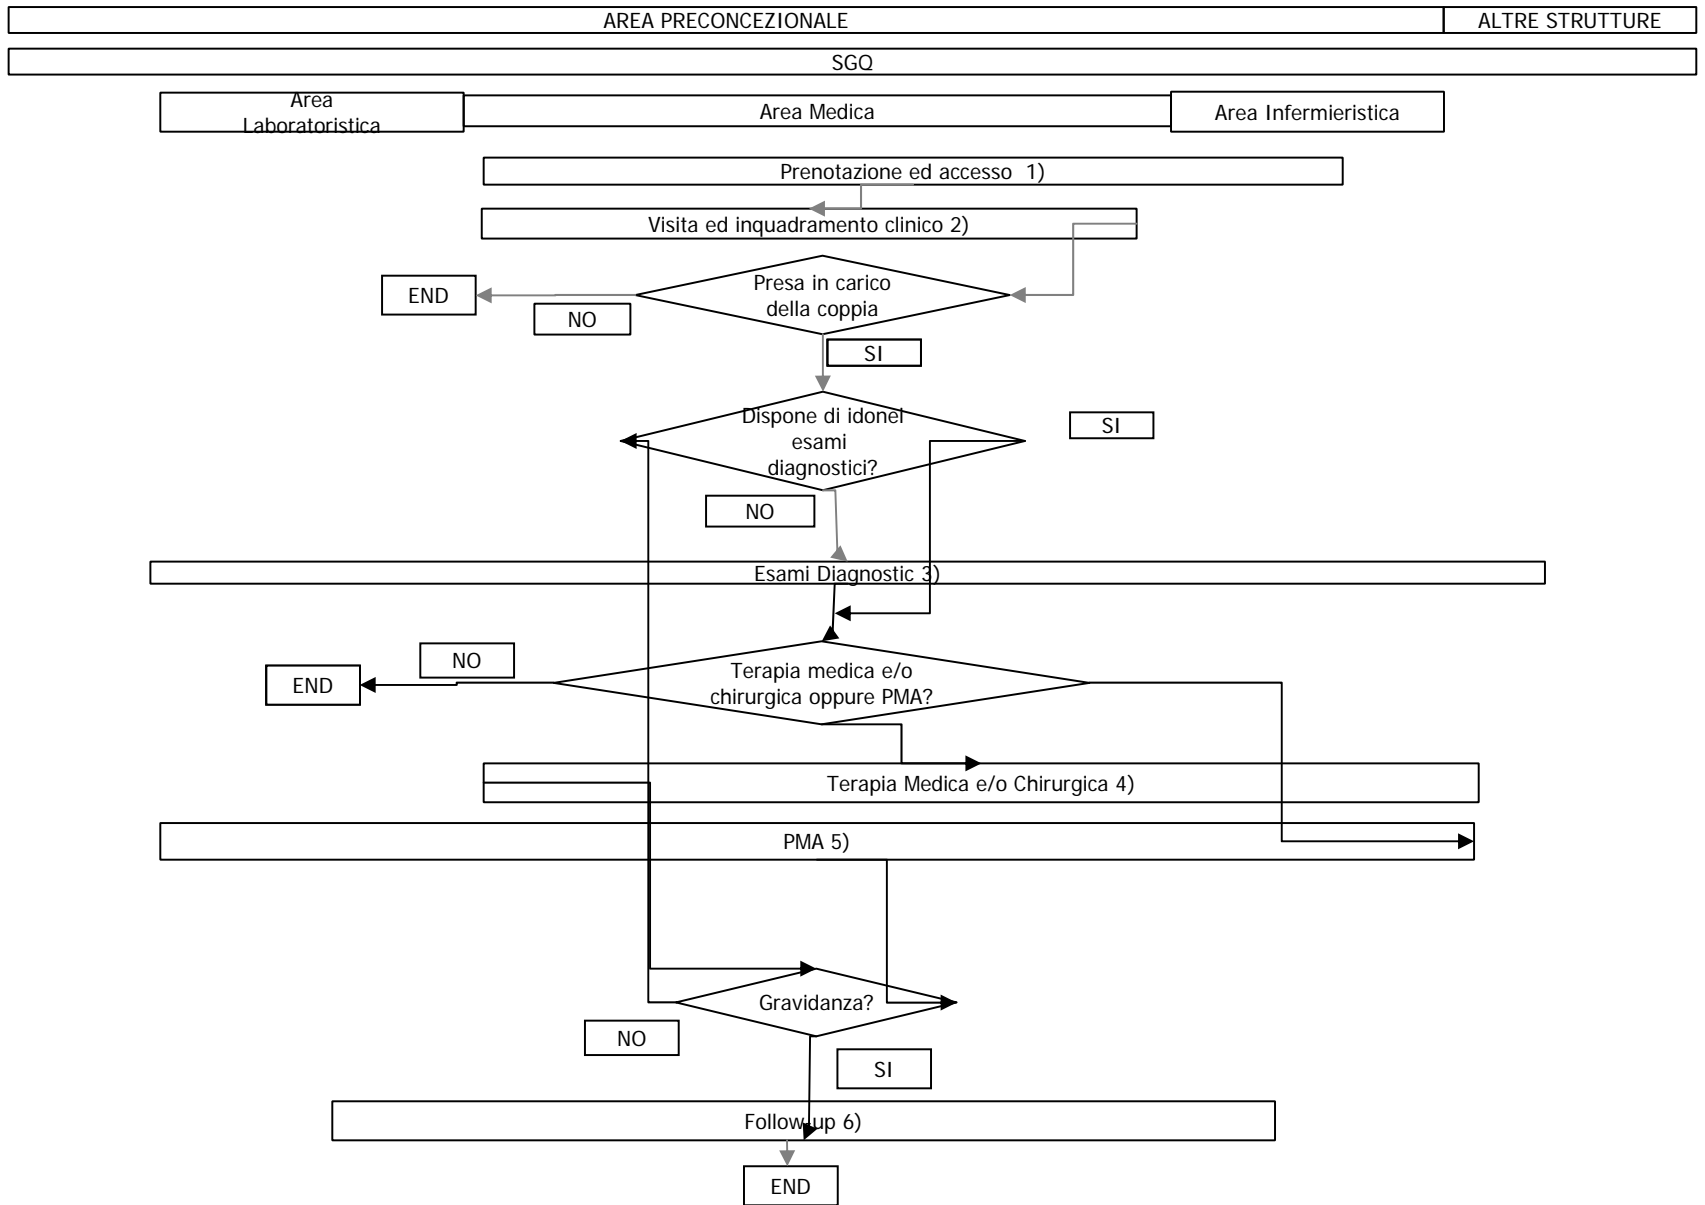 AREA PRECONCEZIONALE
ALTRE STRUTTURE
SGQ
Area
Laboratoristica
Area Medica
Area Infermieristica
Prenotazione ed accesso 1)
Visita ed inquadramento clinico 2)
Presa in carico
della coppia
END
NO
SI
Dispone di idonei
esami
diagnostici?
SI
NO
Esami Diagnostic 3)
NO
Terapia medica e/o
chirurgica oppure PMA?
END
Terapia Medica e/o Chirurgica 4)
PMA 5)
Gravidanza?
NO
SI
Follow-up 6)
END